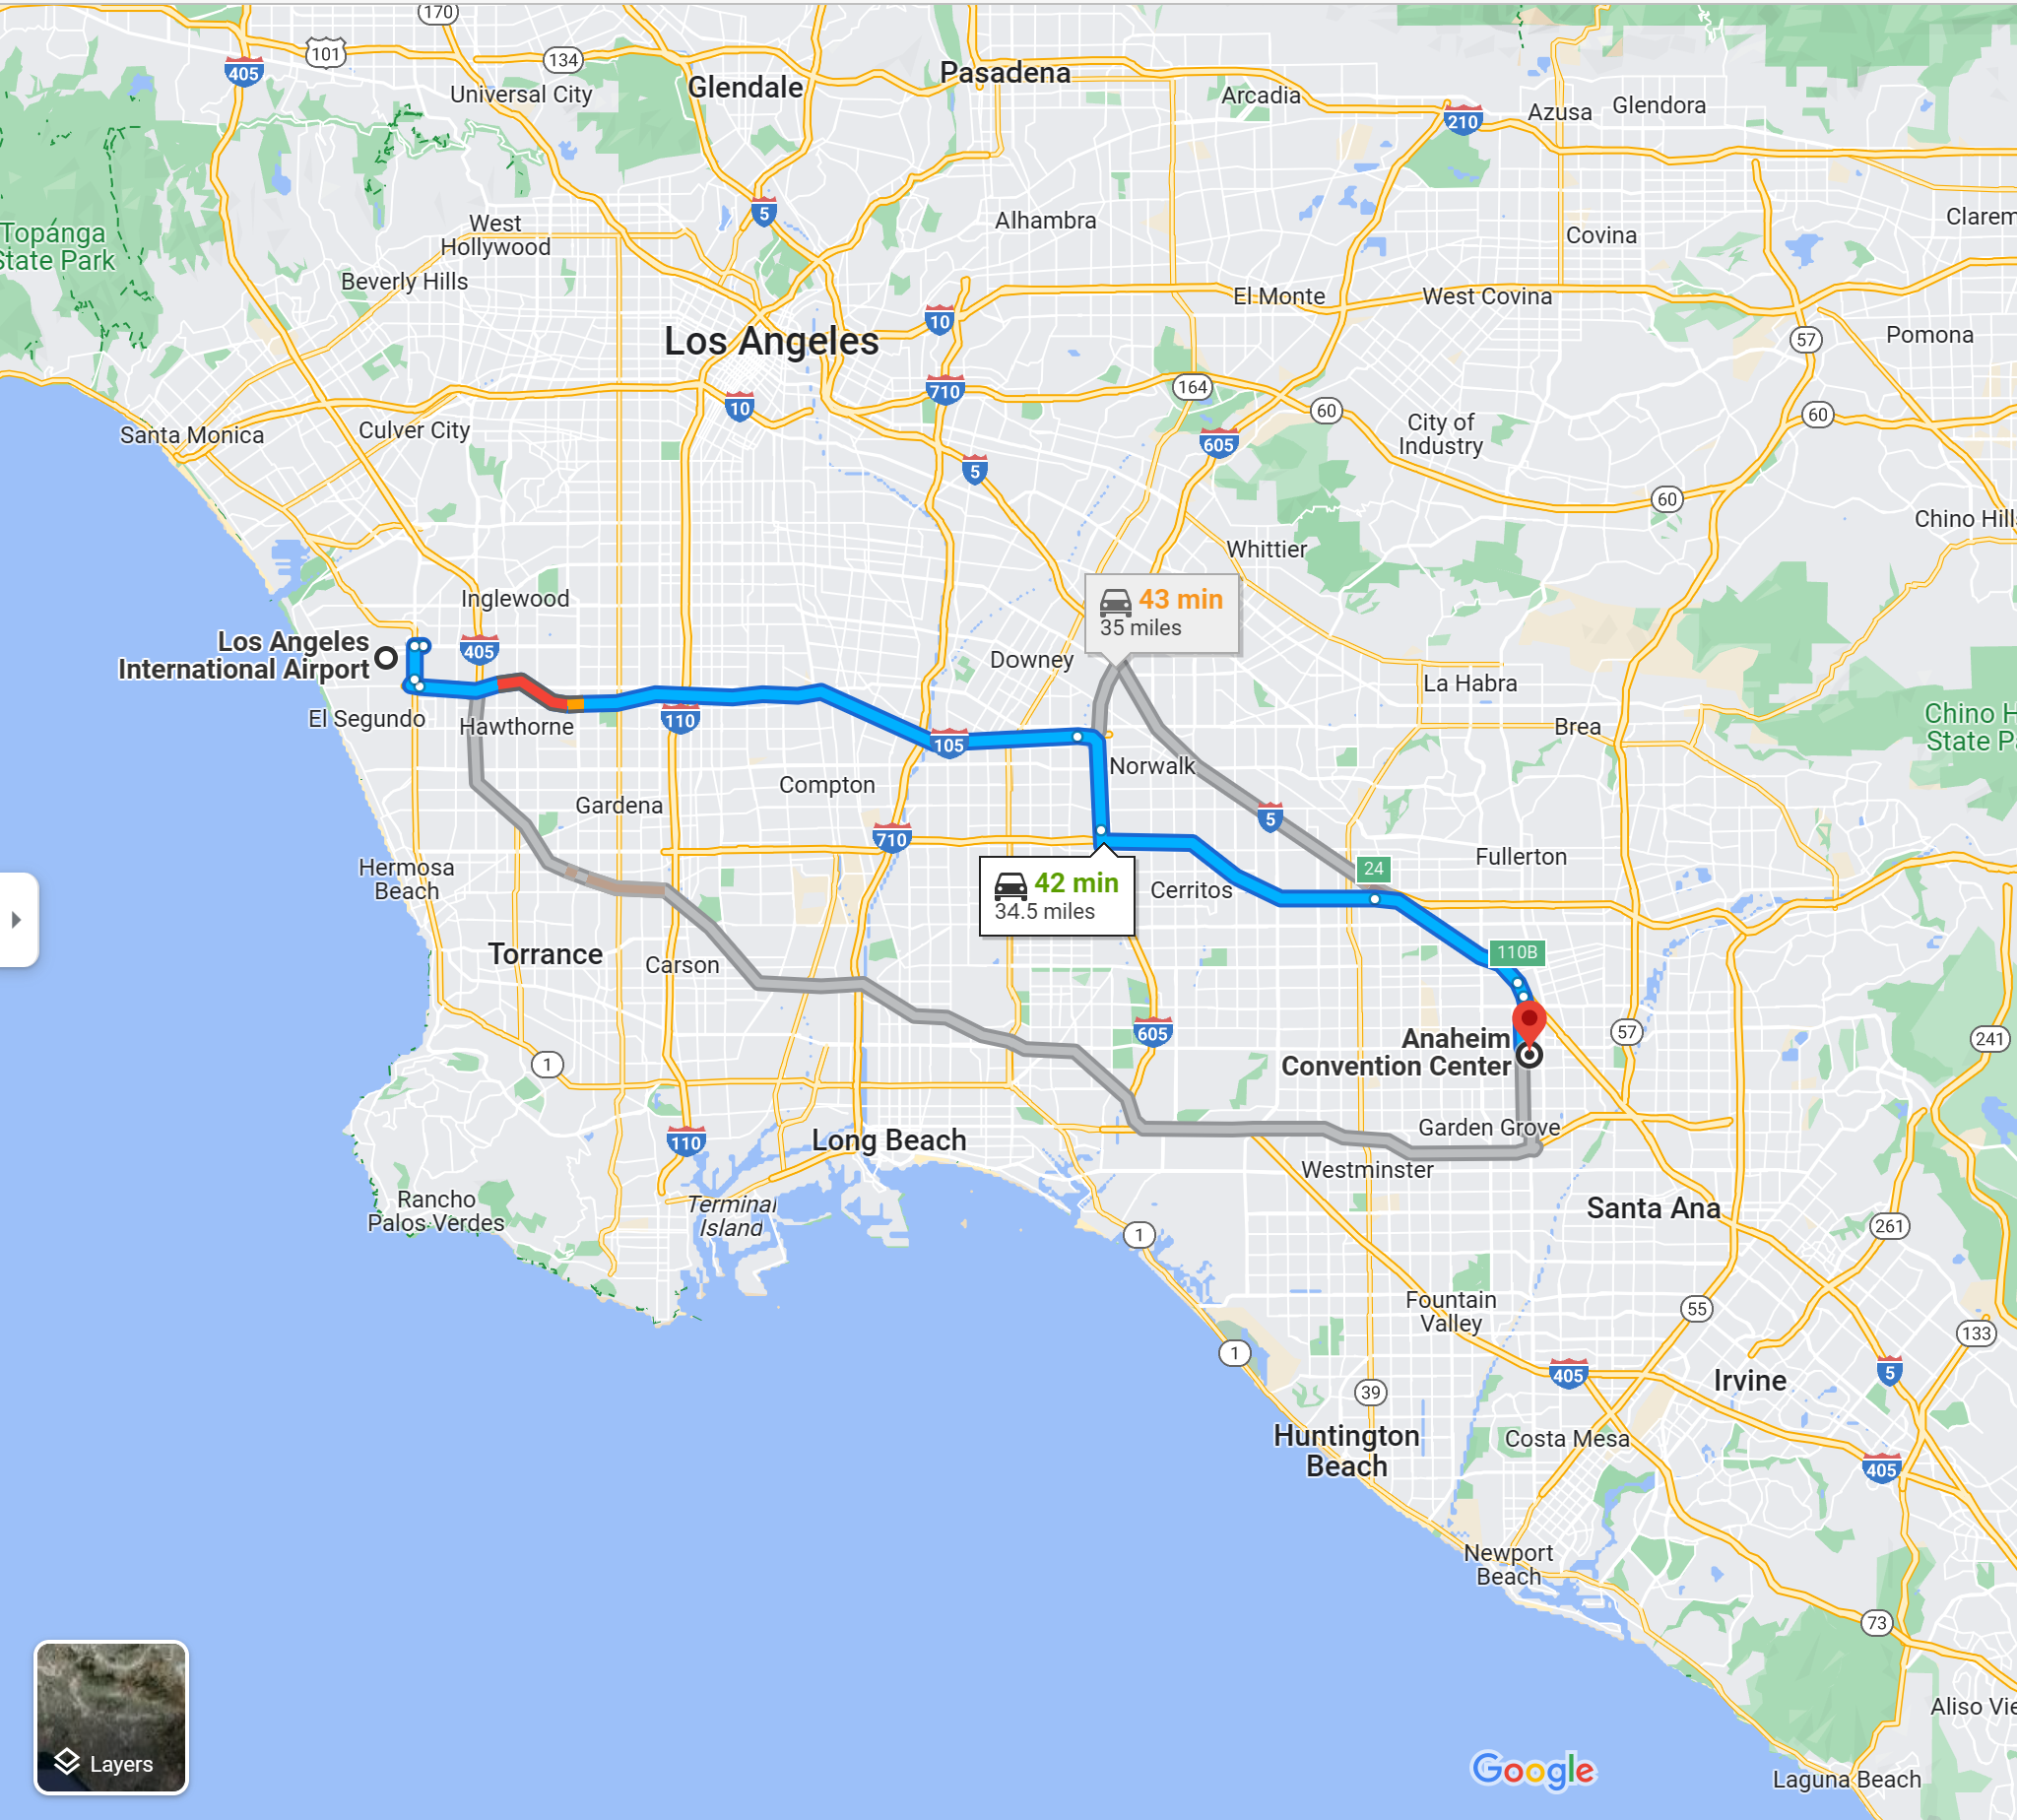 170
101
134
405
Universal City
Glendale
Pasadena
Arcadia
210
Azusa
Glendora
5
West
Hollywood
Alhambra
Covina
Clarem
Topánga
State Park
Beverly Hills
El Monte
West Covina
10
Los Angeles
57
Pomona
710
164
10
60
60
Santa Monica
Culver City
605
City of
Industry
5
60
Chino Hills
Whittier
Inglewood
43 min
35 miles
Los Angeles
International Airport
405
Downey
La Habra
El Segundo
Hawthorne
110
105
Brea
Chino H
State Pa
Norwalk
Compton
Gardena
5
710
Fullerton
Hermosa
Beach
24
42 min
34.5 miles
Cerritos
Torrance
Carson
110B
605
Anaheim
Convention Center
57
241
1
110
Long Beach
Garden Grove
Westminster
Rancho
Palos Verdes
Terminal
Island
Santa Ana
1
261
Fountain
Valley
55
133
1
405
5
Irvine
39
Huntington
Beach
Costa Mesa
405
Newport
Beach
73
Aliso Vie
Layers
Google
Laguna Beach